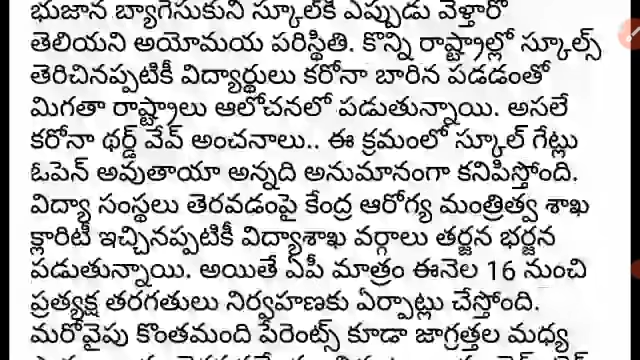 భుజాన బ్యాగేసుకుని స్కూల్‌కి ఎప్పుడు వెళ్తారో
తెలియని అయోమయ పరిస్థితి. కొన్ని రాష్ట్రాల్లో స్కూల్స్
తెరిచినప్పటికీ విద్యార్థులు కరోనా బారిన పడడంతో
మిగతా రాష్ట్రాలు ఆలోచనలో పడుతున్నాయి. అసలే
కరోనా థర్డ్ వేవ్ అంచనాలు.. ఈ క్రమంలో స్కూల్ గేట్లు
ఓపెన్ అవుతాయా అన్నది అనుమానంగా కనిపిస్తోంది.
విద్యా సంస్థలు తెరవడంపై కేంద్ర ఆరోగ్య మంత్రిత్వ శాఖ
క్లారిటీ ఇచ్చినప్పటికీ విద్యాశాఖ వర్గాలు తర్జన భర్జన
పడుతున్నాయి. అయితే ఏపీ మాత్రం ఈనెల 16 నుంచి
ప్రత్యక్ష తరగతులు నిర్వహణకు ఏర్పాట్లు చేస్తోంది.
మరోవైపు కొంతమంది పేరెంట్స్ కూడా జాగ్రత్తల మధ్య